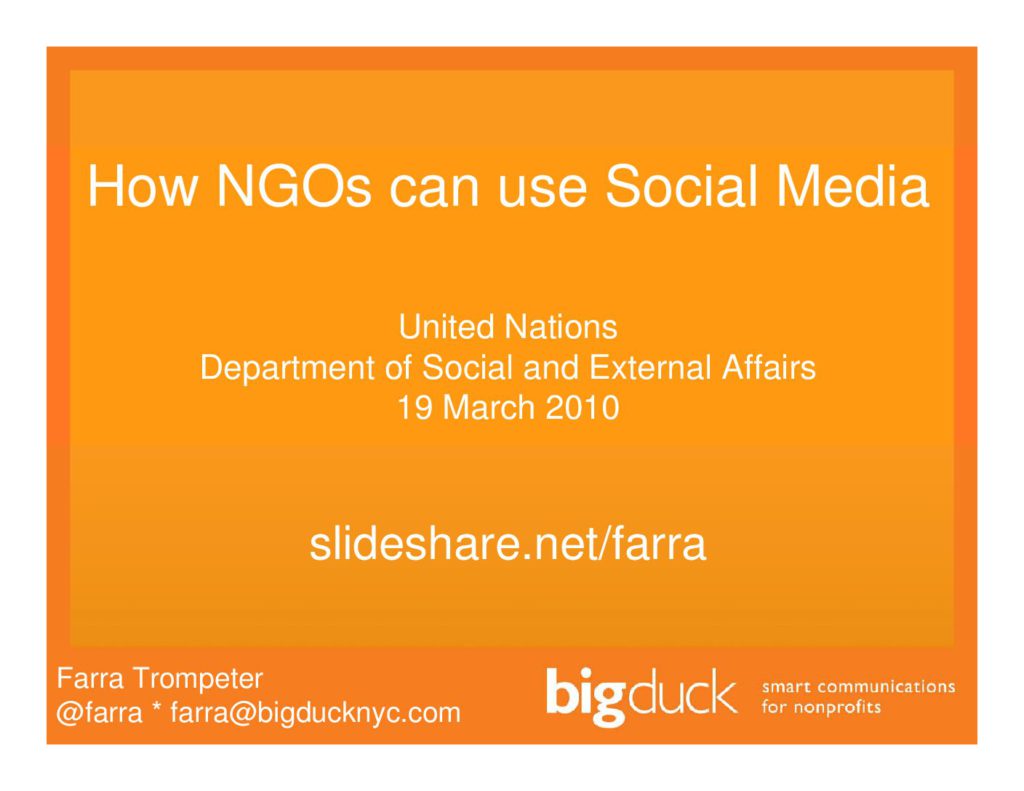 How NGOs can use Social Media
United Nations
Department of Social and External Affairs
19 March 2010
slideshare.net/farra
Farra Trompeter
@farra * farra@bigducknyc.com
bigduck
smart communications
for nonprofits